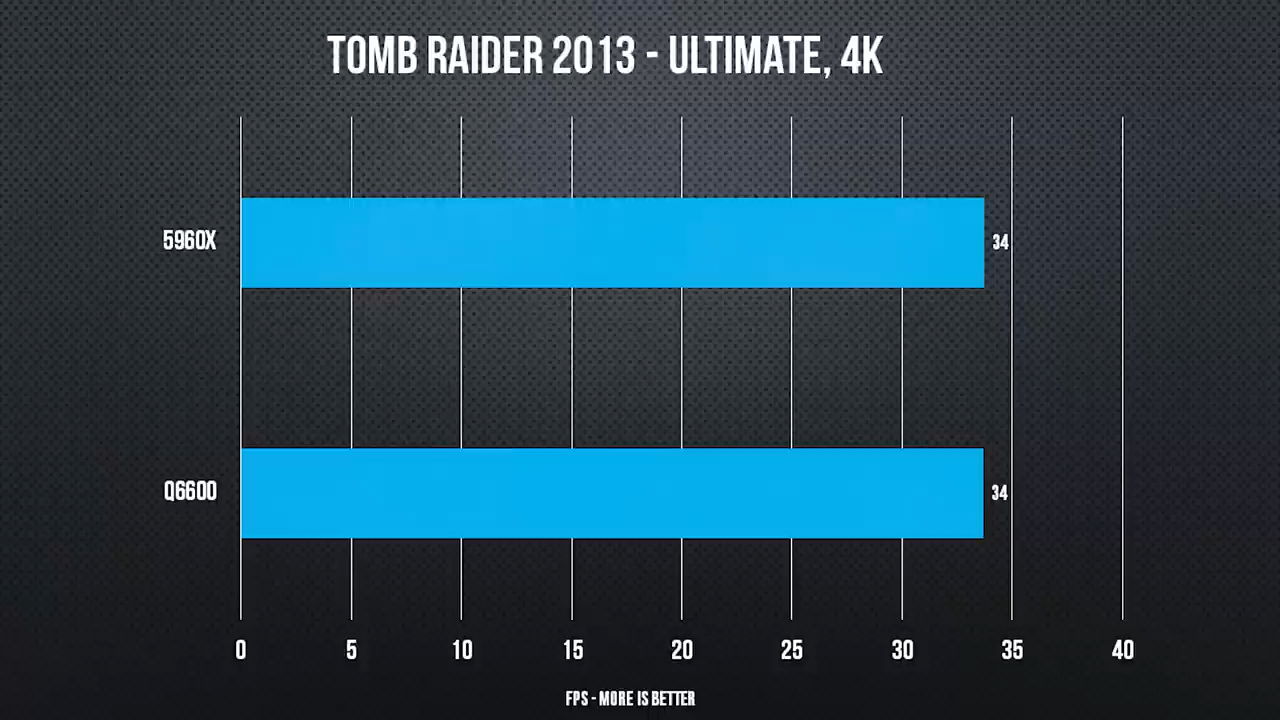 TOMB RAIDER 2013 - ULTIMATE, 4K
5960X
34
Q6600
34
0 5 10 15 20 25 30 35 40
FPS - MORE IS BETTER